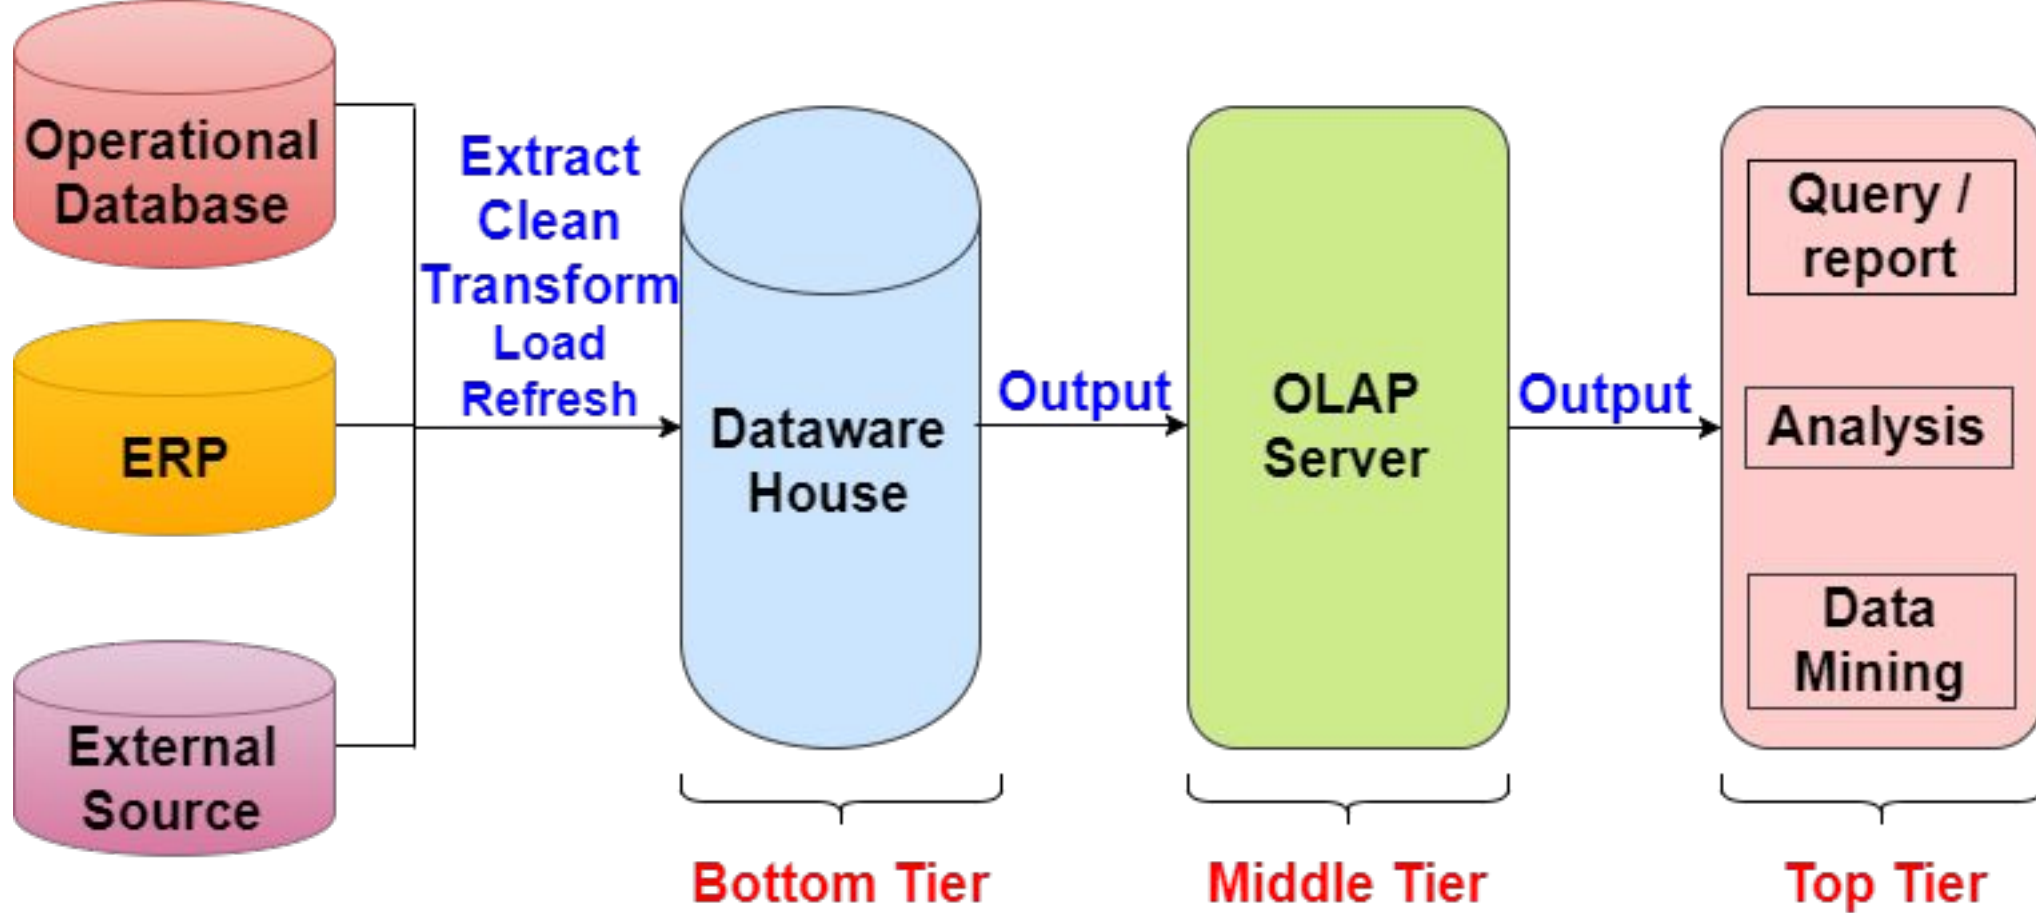 Operational
Database
ERP
External
Source
Extract
Clean
Transform
Load
Refresh
Dataware
House
Output
OLAP
Server
Output
Query /
report
Analysis
Data
Mining
Bottom Tier
Middle Tier
Top Tier